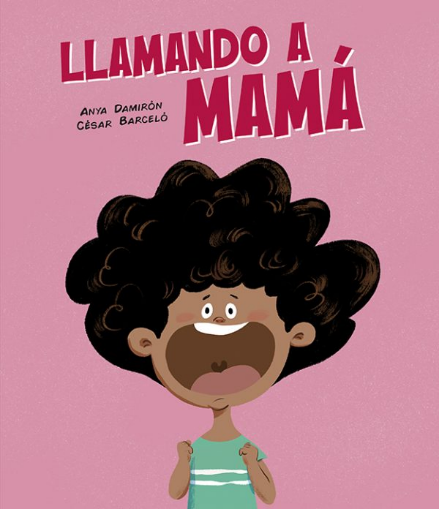 LLAMANDO A
MAMÁ
ANYA DAMIRÓN
CÉSAR BARCELÓ